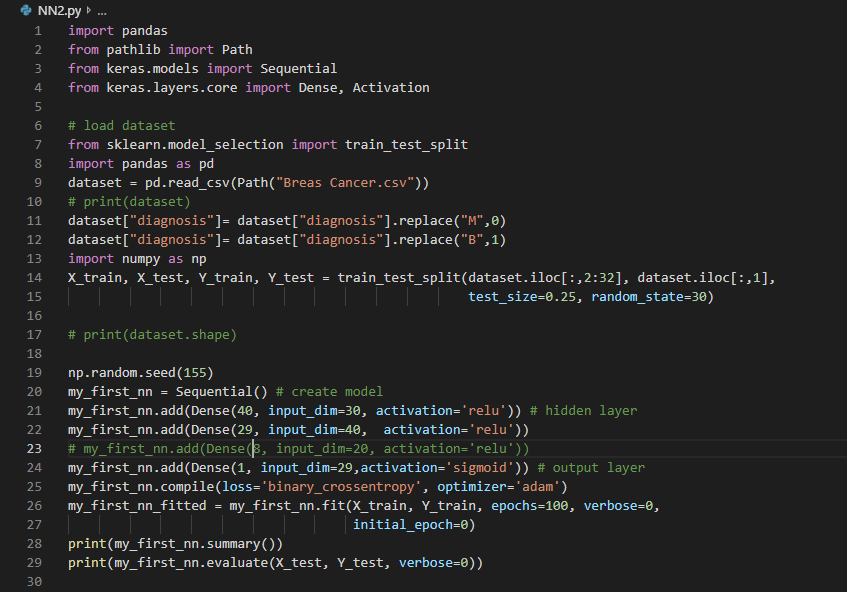 NN2.py > ...
1 import pandas
2 from pathlib import Path
3 from keras.models import Sequential
4 from keras.layers.core import Dense, Activation
5
6 # load dataset
7 from sklearn.model_selection import train_test_split
8 import pandas as pd
9 dataset = pd.read_csv(Path("Breas Cancer.csv"))
10 # print(dataset)
11 dataset["diagnosis"]= dataset["diagnosis"].replace("M",0)
12 dataset["diagnosis"]= dataset["diagnosis"].replace("B",1)
13 import numpy as np
14 X_train, X_test, Y_train, Y_test = train_test_split(dataset.iloc[:,2:32], dataset.iloc[:,1],
15                                                     test_size=0.25, random_state=30)
16
17 # print(dataset.shape)
18
19 np.random.seed(155)
20 my_first_nn = Sequential() # create model
21 my_first_nn.add(Dense(40, input_dim=30, activation='relu')) # hidden layer
22 my_first_nn.add(Dense(29, input_dim=40,  activation='relu'))
23 # my_first_nn.add(Dense(8, input_dim=20, activation='relu'))
24 my_first_nn.add(Dense(1, input_dim=29,activation='sigmoid')) # output layer
25 my_first_nn.compile(loss='binary_crossentropy', optimizer='adam')
26 my_first_nn_fitted = my_first_nn.fit(X_train, Y_train, epochs=100, verbose=0,
27                                      initial_epoch=0)
28 print(my_first_nn.summary())
29 print(my_first_nn.evaluate(X_test, Y_test, verbose=0))
30